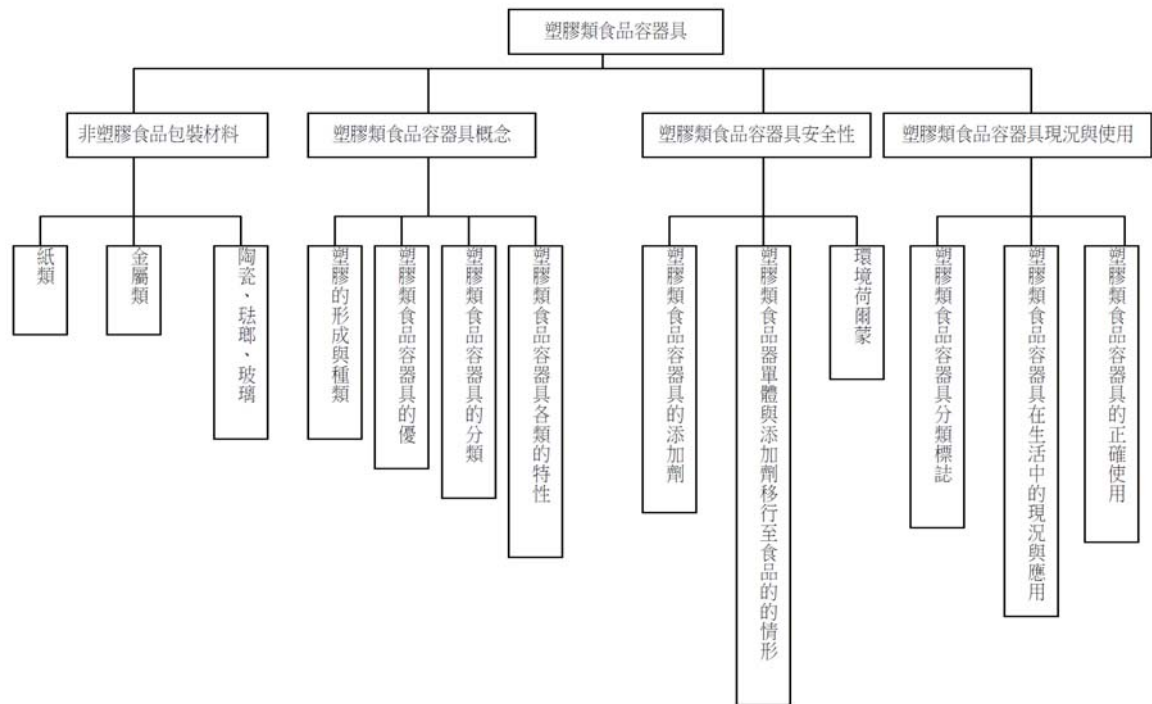 塑膠類食品容器具
非塑膠食品包裝材料
塑膠類食品容器具概念
塑膠類食品容器具安全性
塑膠類食品容器具現況與使用
紙類
金屬類
陶瓷、琺瑯、玻璃
塑膠的形成與種類
塑膠類食品容器具的優
塑膠類食品容器具的分類
塑膠類食品容器具各類的特性
塑膠類食品容器具的添加劑
塑膠類食品器單體與添加劑移行至食品的的情形
環境荷爾蒙
塑膠類食品容器具分類標誌
塑膠類食品容器具在生活中的現況與應用
塑膠類食品容器具的正確使用